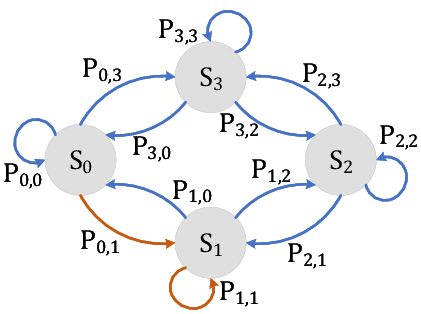 P3,3
P0,3
S3
P2,3
P3,0
P3,2
P0,0
S0
S2
P2,2
P1,0
P1,2
P0,1
S1
P2,1
P1,1